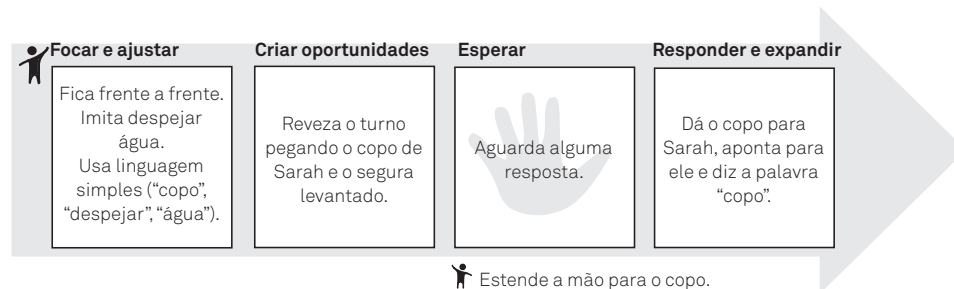 Focar e ajustar
Fica frente a frente.
Imita despejar
água.
Usa linguagem
simples (“copo”,
“despejar”, “água”).
Criar oportunidades
Reveza o turno
pegando o copo de
Sarah e o segura
levantado.
Esperar
Aguarda alguma
resposta.
Responder e expandir
Dá o copo para
Sarah, aponta para
ele e diz a palavra
“copo”.
Estende a mão para o copo.